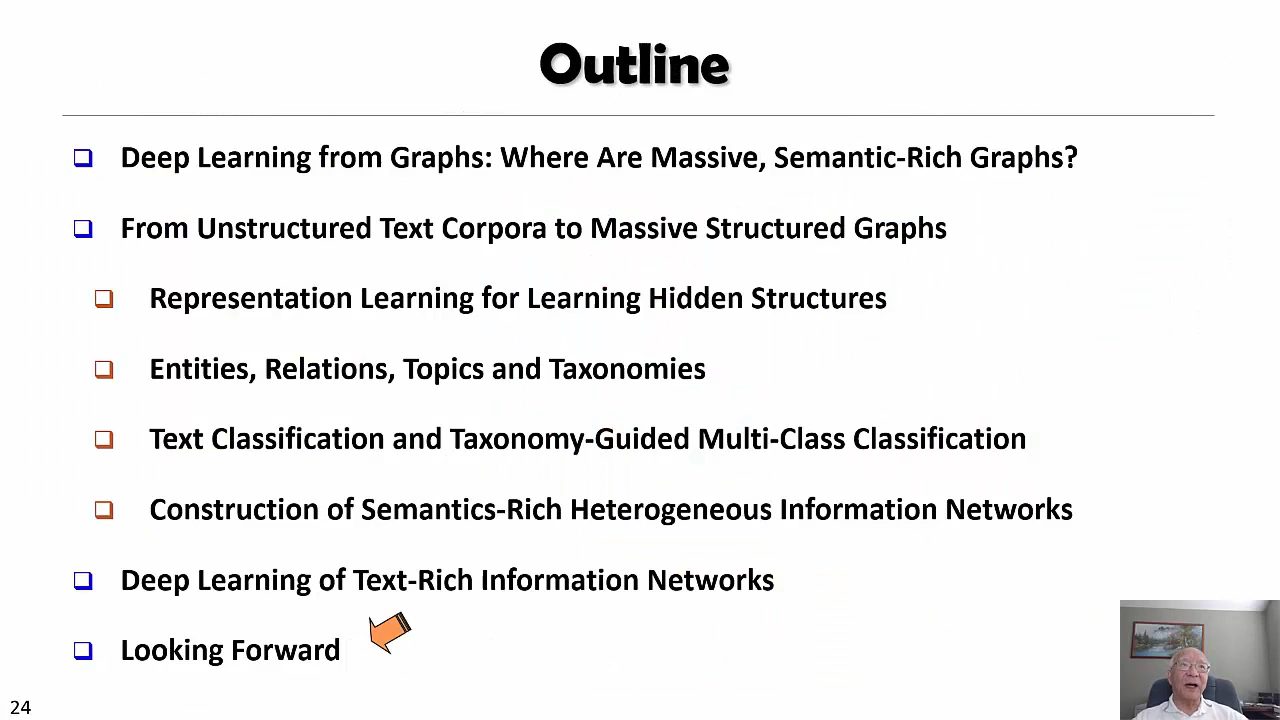 Outline
Deep Learning from Graphs: Where Are Massive, Semantic-Rich Graphs?
From Unstructured Text Corpora to Massive Structured Graphs
Representation Learning for Learning Hidden Structures
Entities, Relations, Topics and Taxonomies
Text Classification and Taxonomy-Guided Multi-Class Classification
Construction of Semantics-Rich Heterogeneous Information Networks
Deep Learning of Text-Rich Information Networks
Looking Forward
24